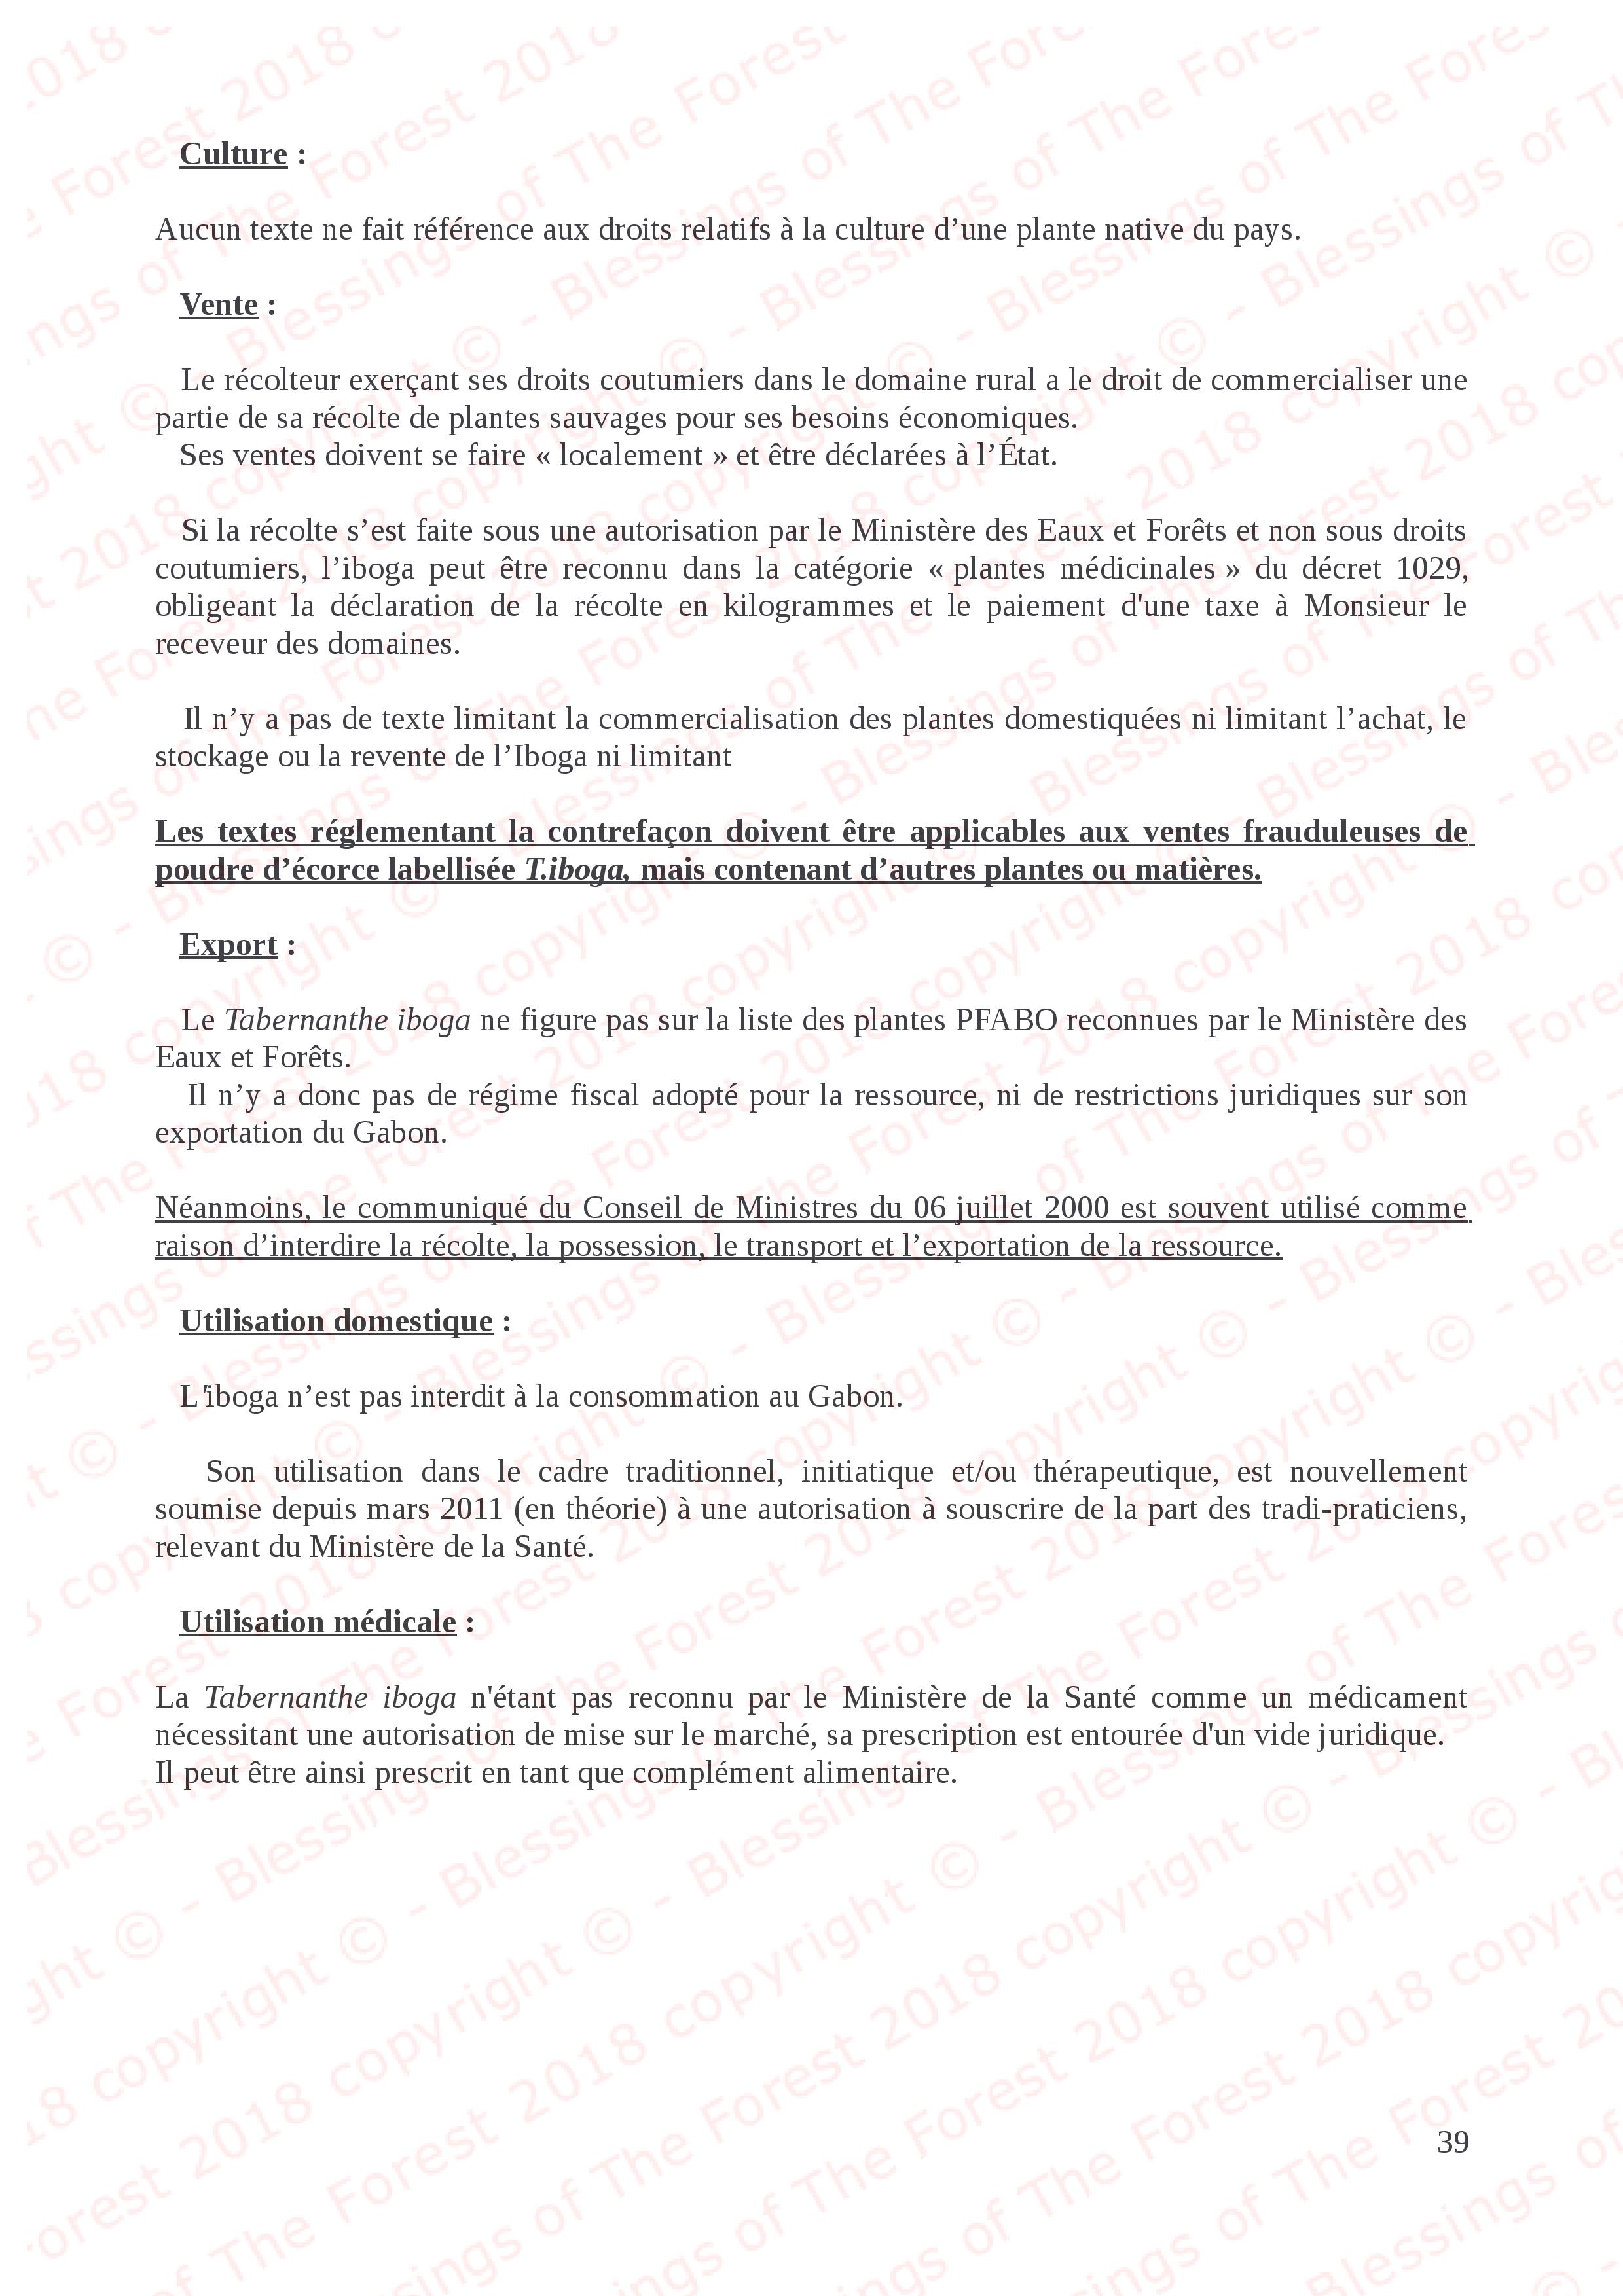 Culture :
Aucun texte ne fait référence aux droits relatifs à la culture d’une plante native du pays.
Vente :
Le récolteur exerçant ses droits coutumiers dans le domaine rural a le droit de commercialiser une
partie de sa récolte de plantes sauvages pour ses besoins économiques.
Ses ventes doivent se faire « localement » et être déclarées à l’État.
Si la récolte s’est faite sous une autorisation par le Ministère des Eaux et Forêts et non sous droits
coutumiers, l’iboga peut être reconnu dans la catégorie « plantes médicinales » du décret 1029,
obligeant la déclaration de la récolte en kilogrammes et le paiement d'une taxe à Monsieur le
receveur des domaines.
Il n’y a pas de texte limitant la commercialisation des plantes domestiquées ni limitant l’achat, le
stockage ou la revente de l’Iboga ni limitant
Les textes réglementant la contrefaçon doivent être applicables aux ventes frauduleuses de
poudre d’écorce labellisée T.iboga, mais contenant d’autres plantes ou matières.
Export :
Le Tabernanthe iboga ne figure pas sur la liste des plantes PFABO reconnues par le Ministère des
Eaux et Forêts.
Il n’y a donc pas de régime fiscal adopté pour la ressource, ni de restrictions juridiques sur son
exportation du Gabon.
Néanmoins, le communiqué du Conseil de Ministres du 06 juillet 2000 est souvent utilisé comme
raison d’interdire la récolte, la possession, le transport et l’exportation de la ressource.
Utilisation domestique :
L'iboga n’est pas interdit à la consommation au Gabon.
Son utilisation dans le cadre traditionnel, initiatique et/ou thérapeutique, est nouvellement
soumise depuis mars 2011 (en théorie) à une autorisation à souscrire de la part des tradi-praticiens,
relevant du Ministère de la Santé.
Utilisation médicale :
La Tabernanthe iboga n'étant pas reconnu par le Ministère de la Santé comme un médicament
nécessitant une autorisation de mise sur le marché, sa prescription est entourée d'un vide juridique.
Il peut être ainsi prescrit en tant que complément alimentaire.
39
Blessings of The Forest 2018 copyright © -